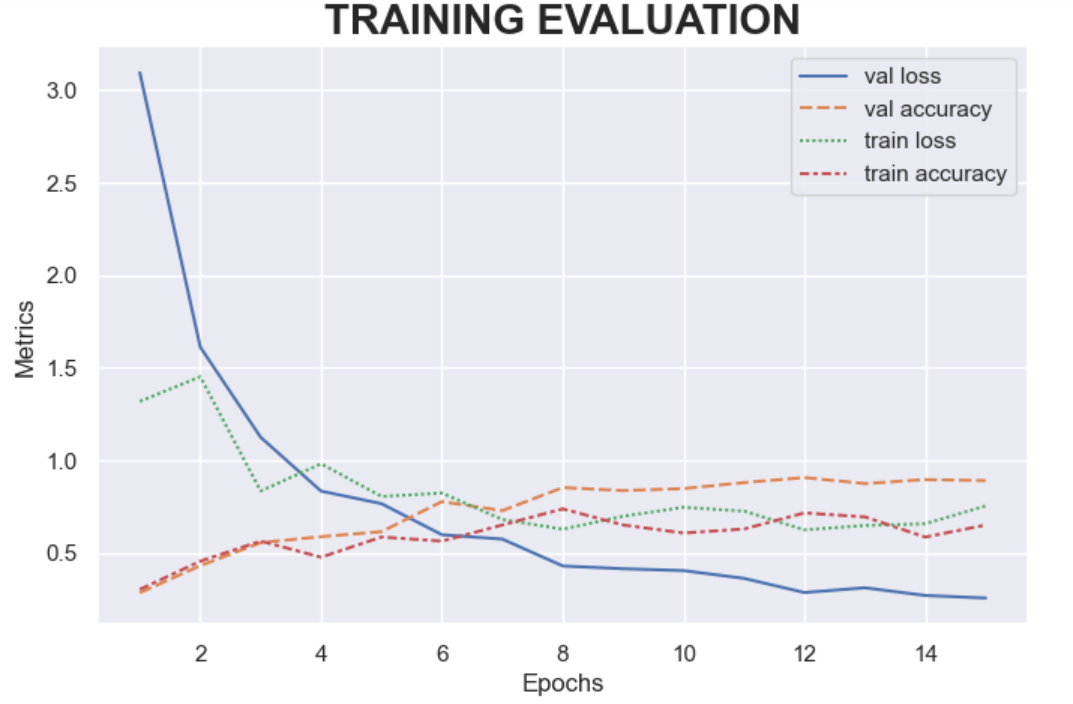 TRAINING EVALUATION
val loss
val accuracy
train loss
train accuracy
3.0
2.5
2.0
1.5
1.0
0.5
Metrics
2 4 6 8 10 12 14
Epochs